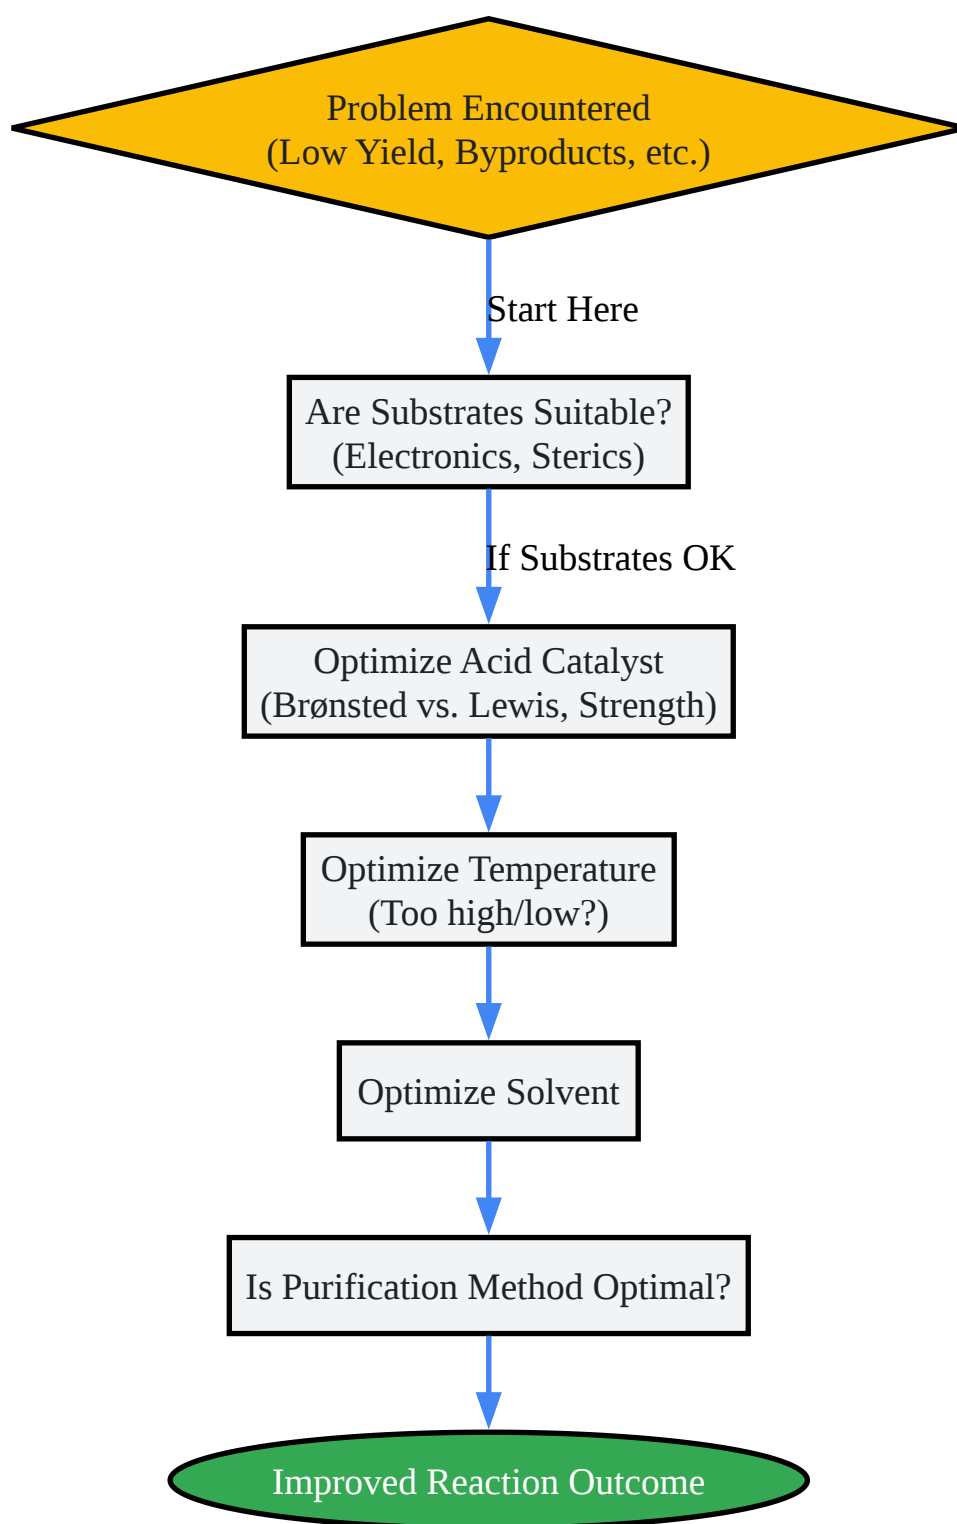 Problem Encountered
(Low Yield, Byproducts, etc.)
Start Here
Are Substrates Suitable?
(Electronics, Sterics)
If Substrates OK
Optimize Acid Catalyst
(Brønsted vs. Lewis, Strength)
Optimize Temperature
(Too high/low?)
Optimize Solvent
Is Purification Method Optimal?
Improved Reaction Outcome